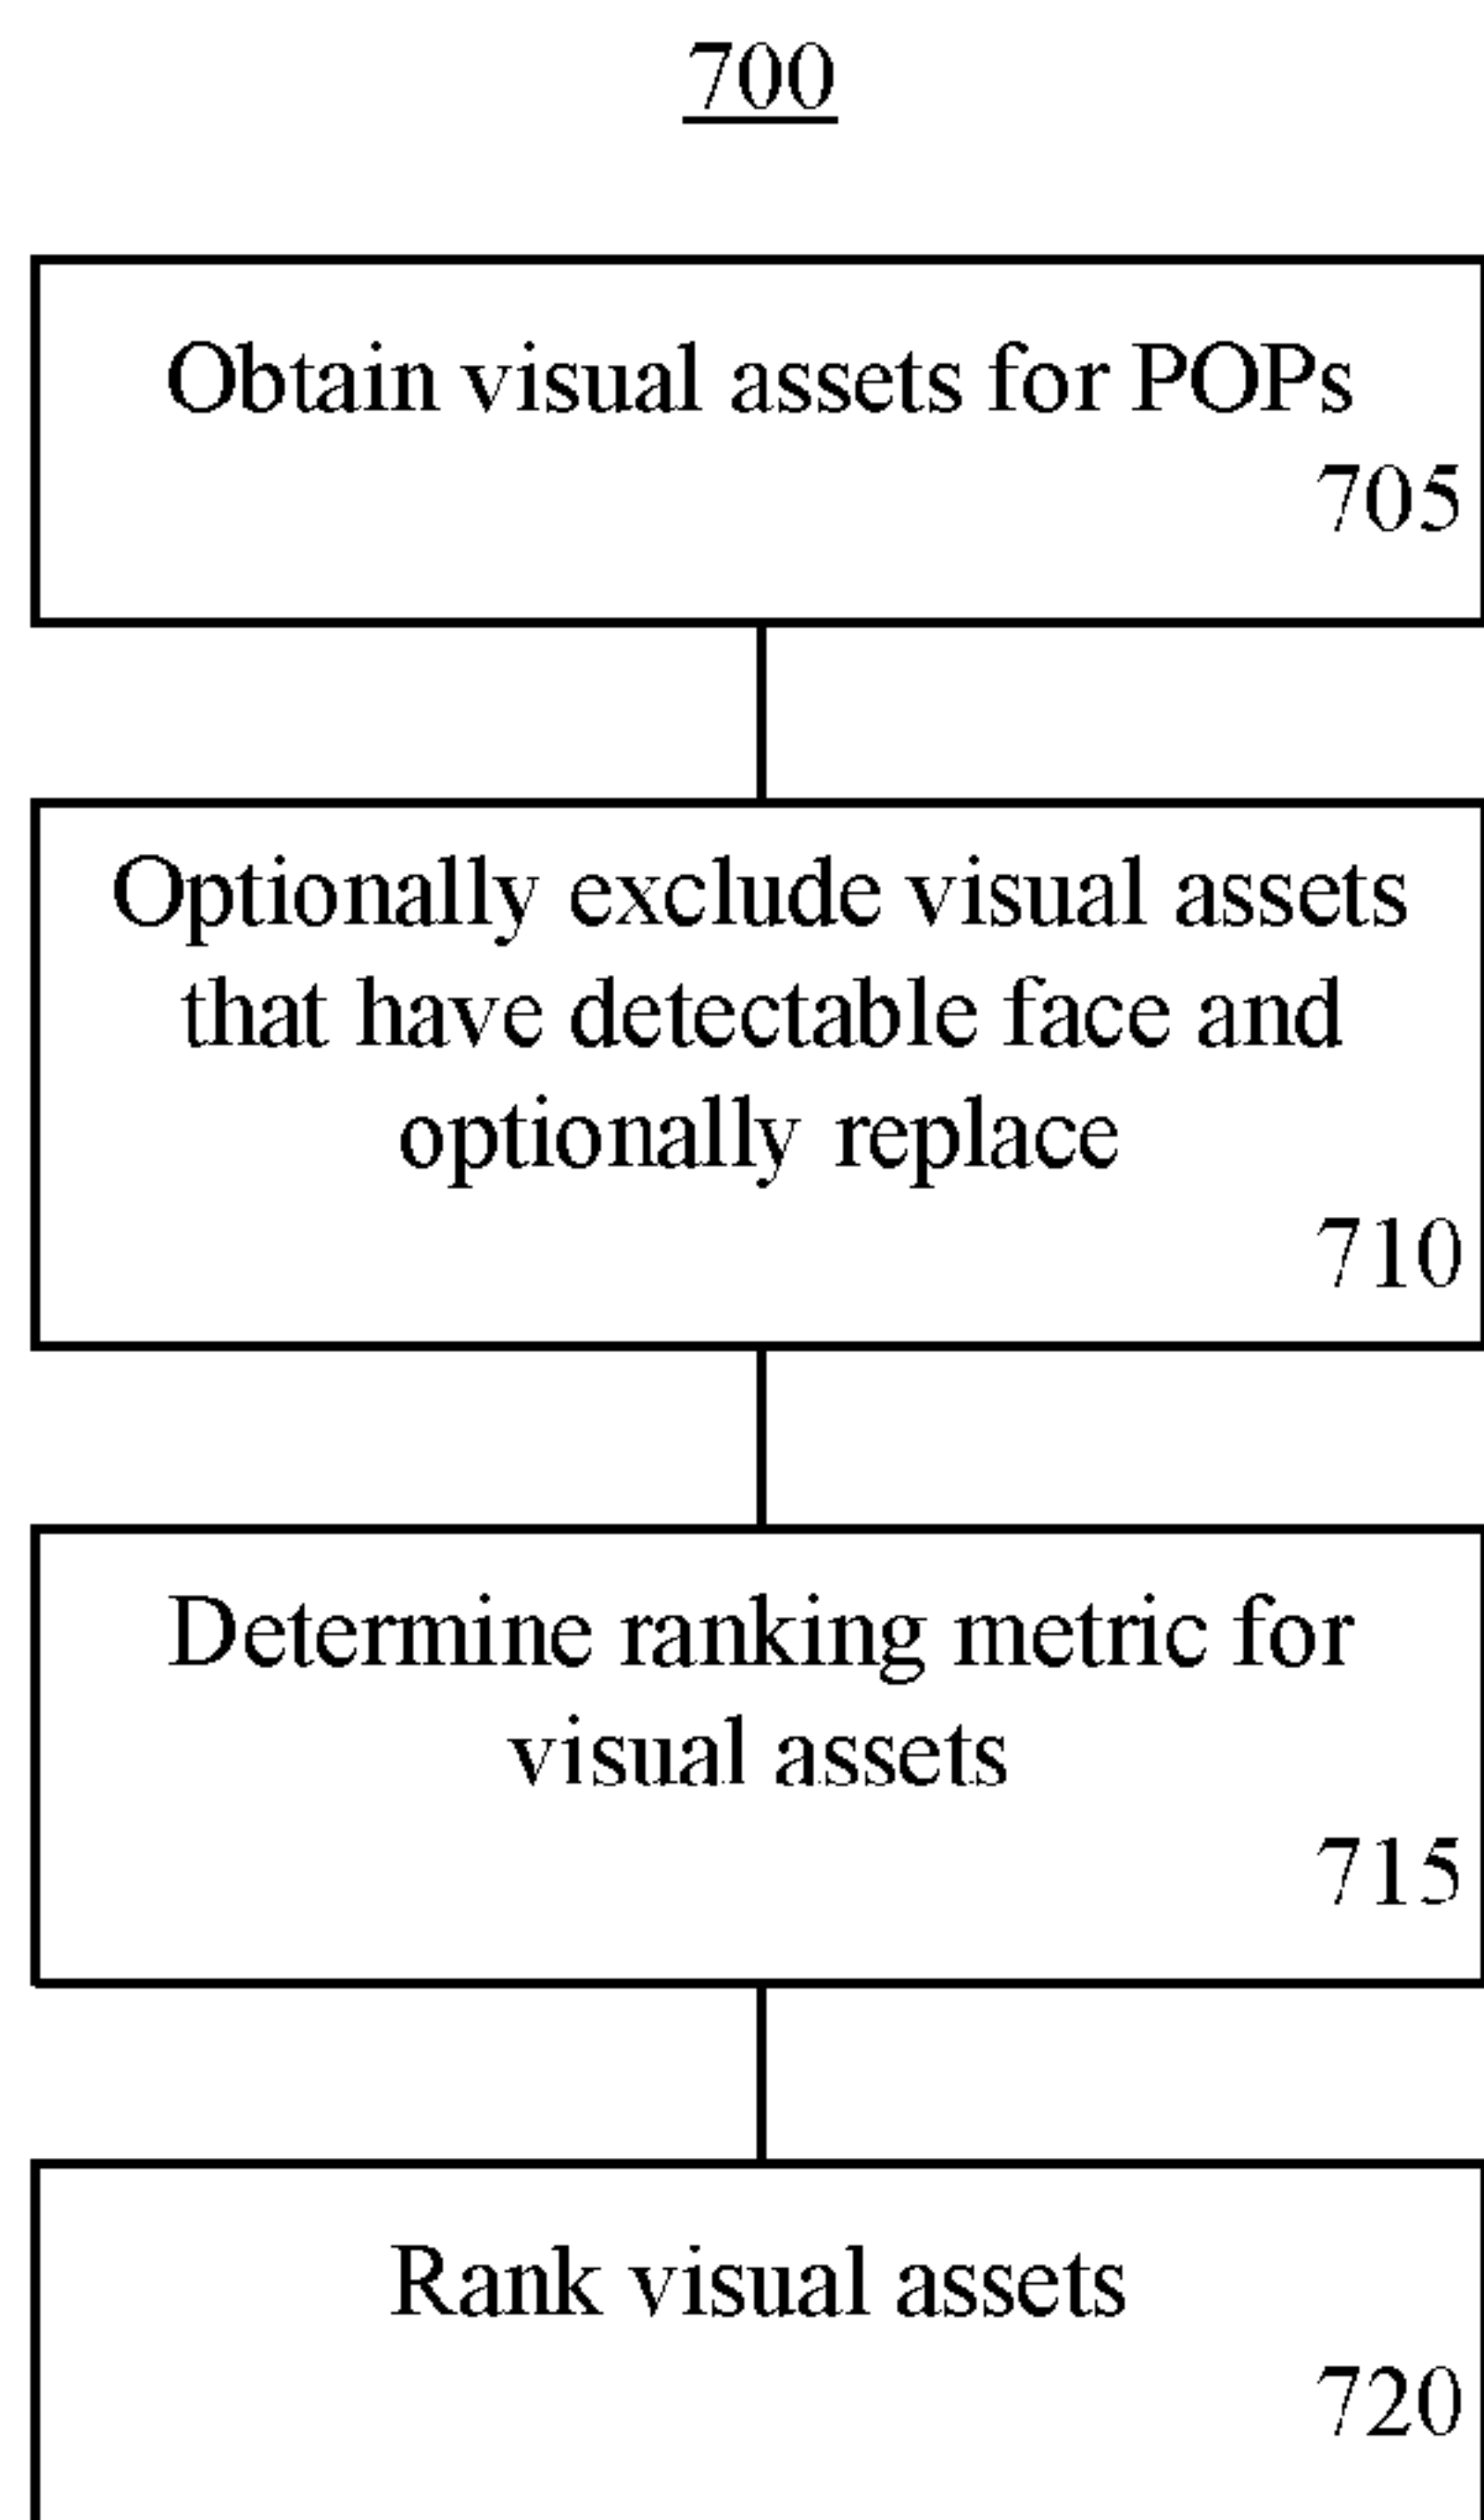 700
Obtain visual assets for POPs
705
Optionally exclude visual assets
that have detectable face and
optionally replace
710
Determine ranking metric for
visual assets
715
Rank visual assets
720